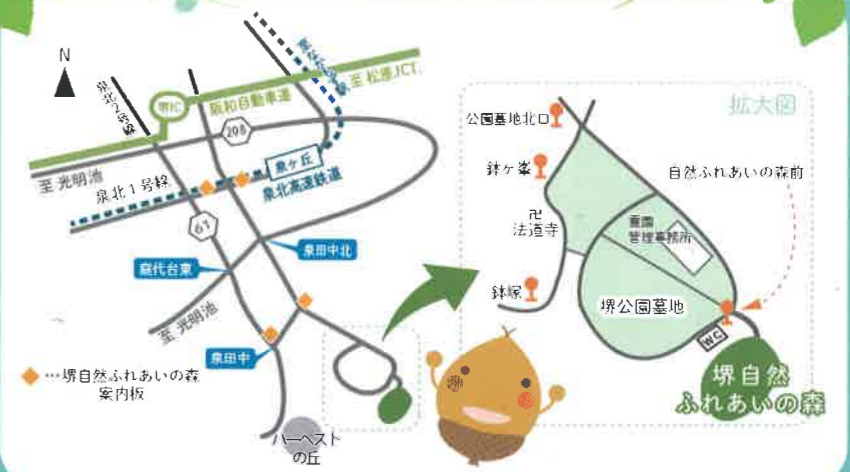 N
泉北2号線
堺IC
阪和自動車道
至 松原JCT.
298
泉ヶ丘
泉北高速鉄道
至 光明池
泉北1号線
61
泉田中北
庭代台東
至 光明池
泉田中
…堺自然ふれあいの森
案内板
ハーベスト
の丘
拡大図
公園墓地北口
鉢ヶ峯
自然ふれあいの森前
卍
法道寺
霊園
管理事務所
鉢塚
堺公園墓地
WC
堺自然
ふれあいの森